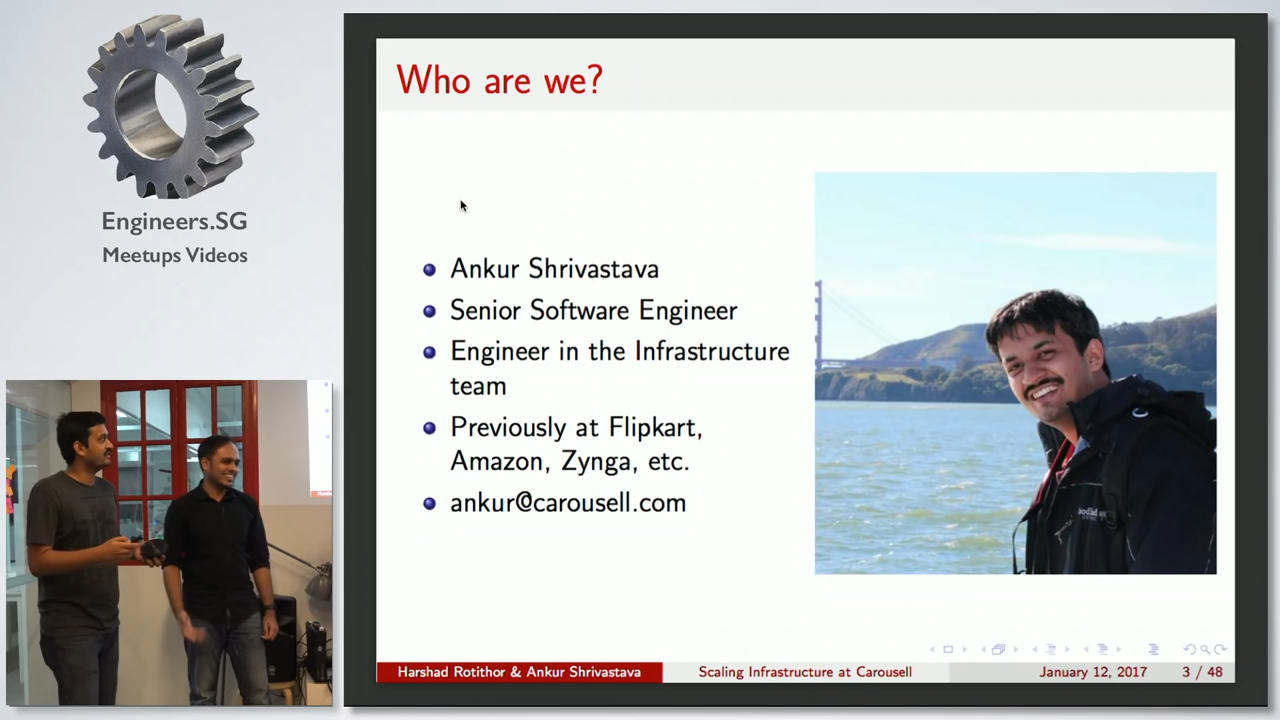 Engineers.SG
Meetups Videos
Who are we?
Ankur Shrivastava
Senior Software Engineer
Engineer in the Infrastructure
team
Previously at Flipkart,
Amazon, Zynga, etc.
ankur@carousell.com
Harshad Rotithor & Ankur Shrivastava
Scaling Infrastructure at Carousell
January 12, 2017
3 / 48